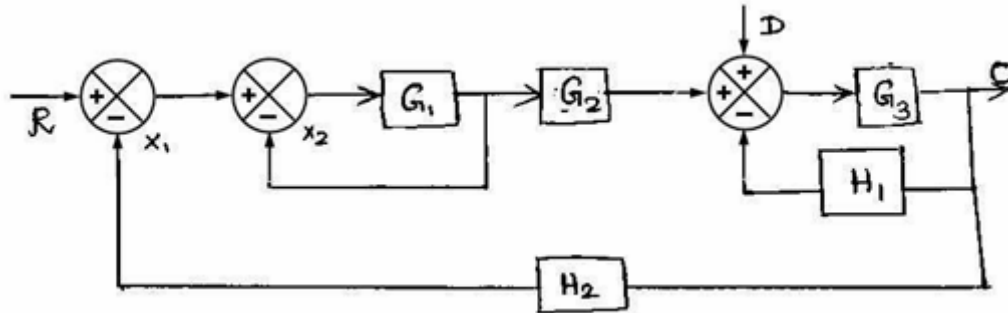 D
R
+
-
X₁
+
-
X₂
G₁
G₂
+
+
-
G₃
C
H₁
H₂